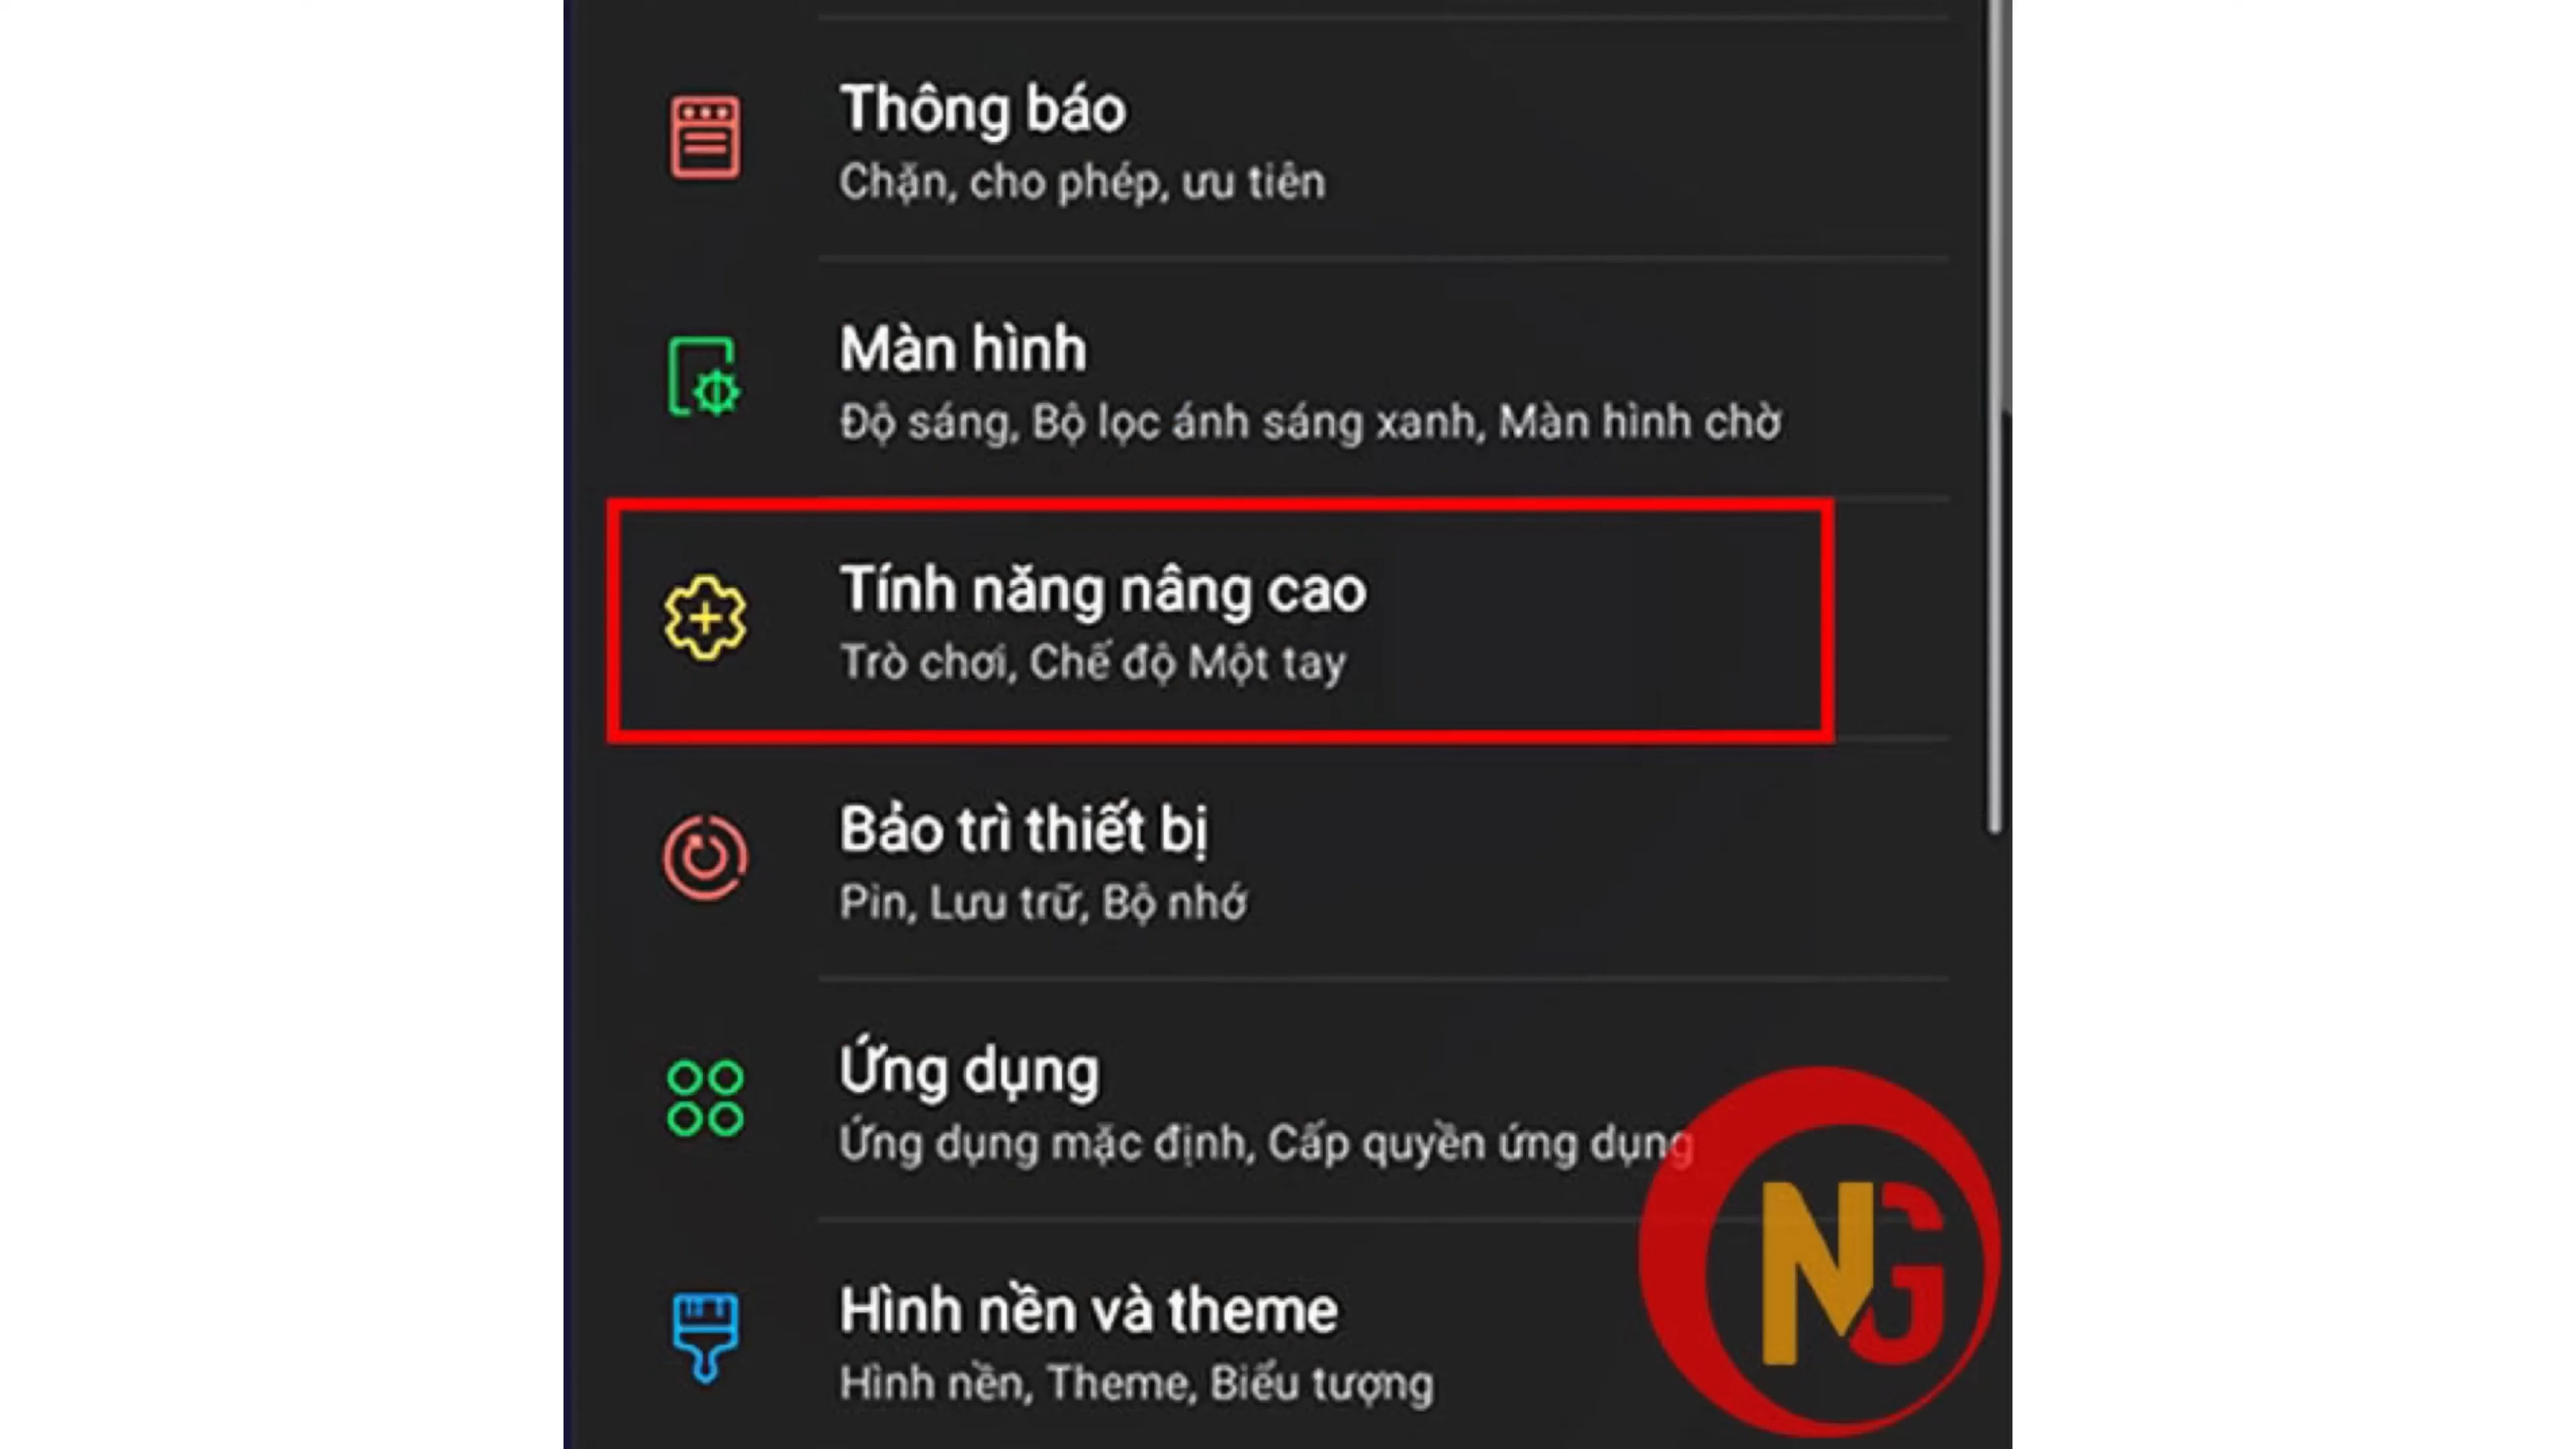 Thông báo
Chặn, cho phép, ưu tiên
Màn hình
Độ sáng, Bộ lọc ánh sáng xanh, Màn hình chờ
Tính năng nâng cao
Trò chơi, Chế độ Một tay
Bảo trì thiết bị
Pin, Lưu trữ, Bộ nhớ
Ứng dụng
Ứng dụng mặc định, Cấp quyền ứng dụng
Hình nền và theme
Hình nền, Theme, Biểu tượng
NG